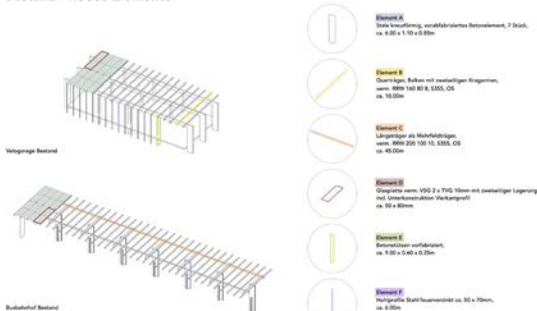 Velogarage Bestand
Busbahnhof Bestand
Element A
Stele kreuzförmig, vorabfabriziertes Betonelement, 7 Stück,
ca. 6.00 x 1.10 x 0.85m
Element B
Querträger, Balken mit zweiseitigen Kragarmen,
verm. RRW 160 80 8, S355, OS
ca. 10.00m
Element C
Längsträger als Mehrfeldträger,
verm. RRW 200 100 10, S355, OS
ca. 45.00m
Element D
Glasplatte verm. VSG 2 x TVG 10mm mit zweiseitiger Lagerung
incl. Unterkonstruktion Vierkantprofil
ca. 50 x 80mm
Element E
Betonstützen vorfabriziert,
ca. 9.00 x 0.60 x 0.25m
Element F
Hohlprofile Stahl feuerverzinkt ca. 50 x 70mm,
ca. 6.00m